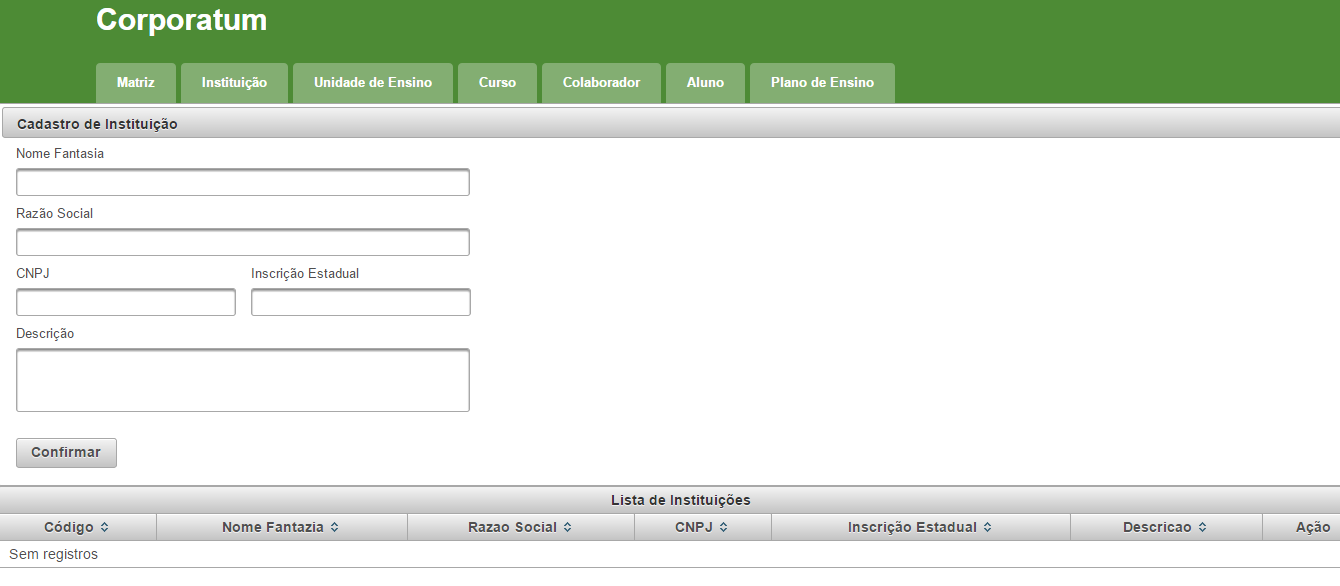 Corporatum
Matriz Instituição Unidade de Ensino Curso Colaborador Aluno Plano de Ensino
Cadastro de Instituição
Nome Fantasia
Razão Social
CNPJ Inscrição Estadual
Descrição
Confirmar
Lista de Instituições
Código Nome Fantazia Razao Social CNPJ Inscrição Estadual Descricao Ação
Sem registros